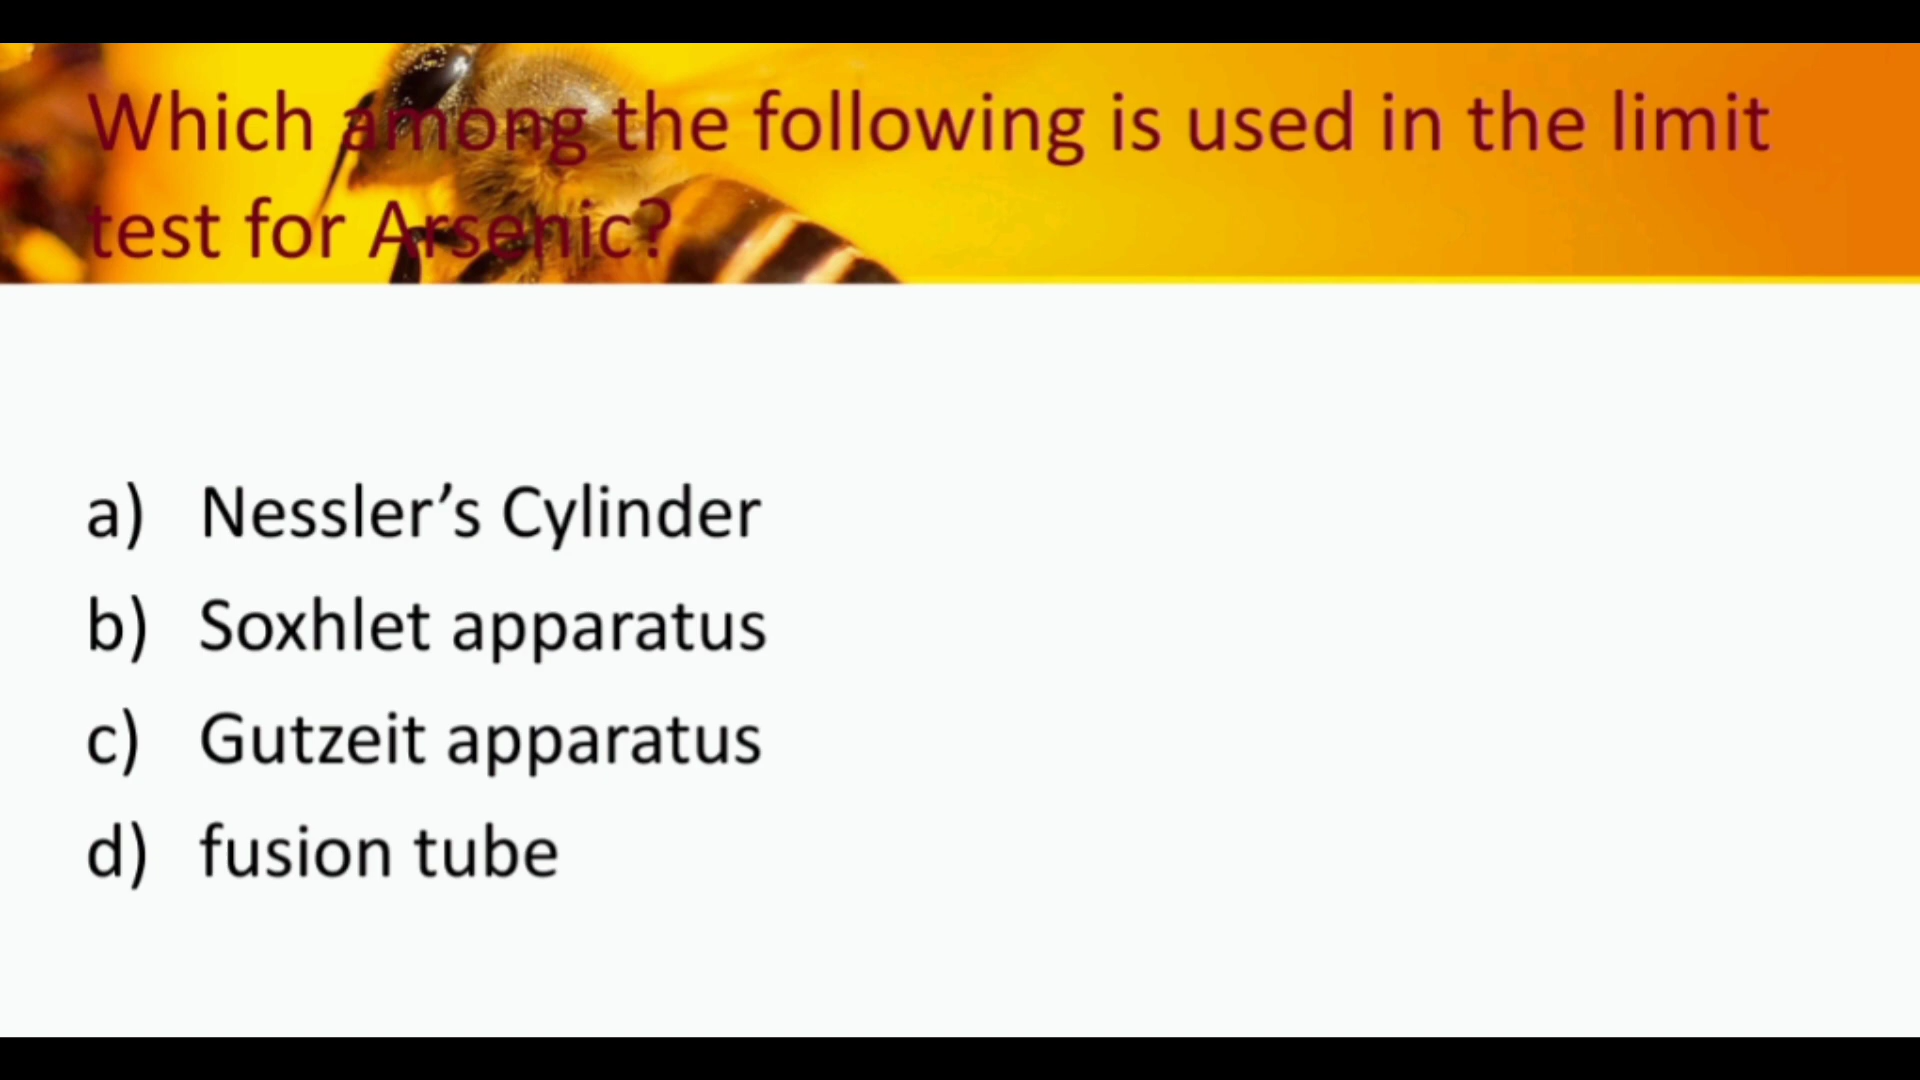 Which among the following is used in the limit
test for Arsenic?
a) Nessler’s Cylinder
b) Soxhlet apparatus
c) Gutzeit apparatus
d) fusion tube